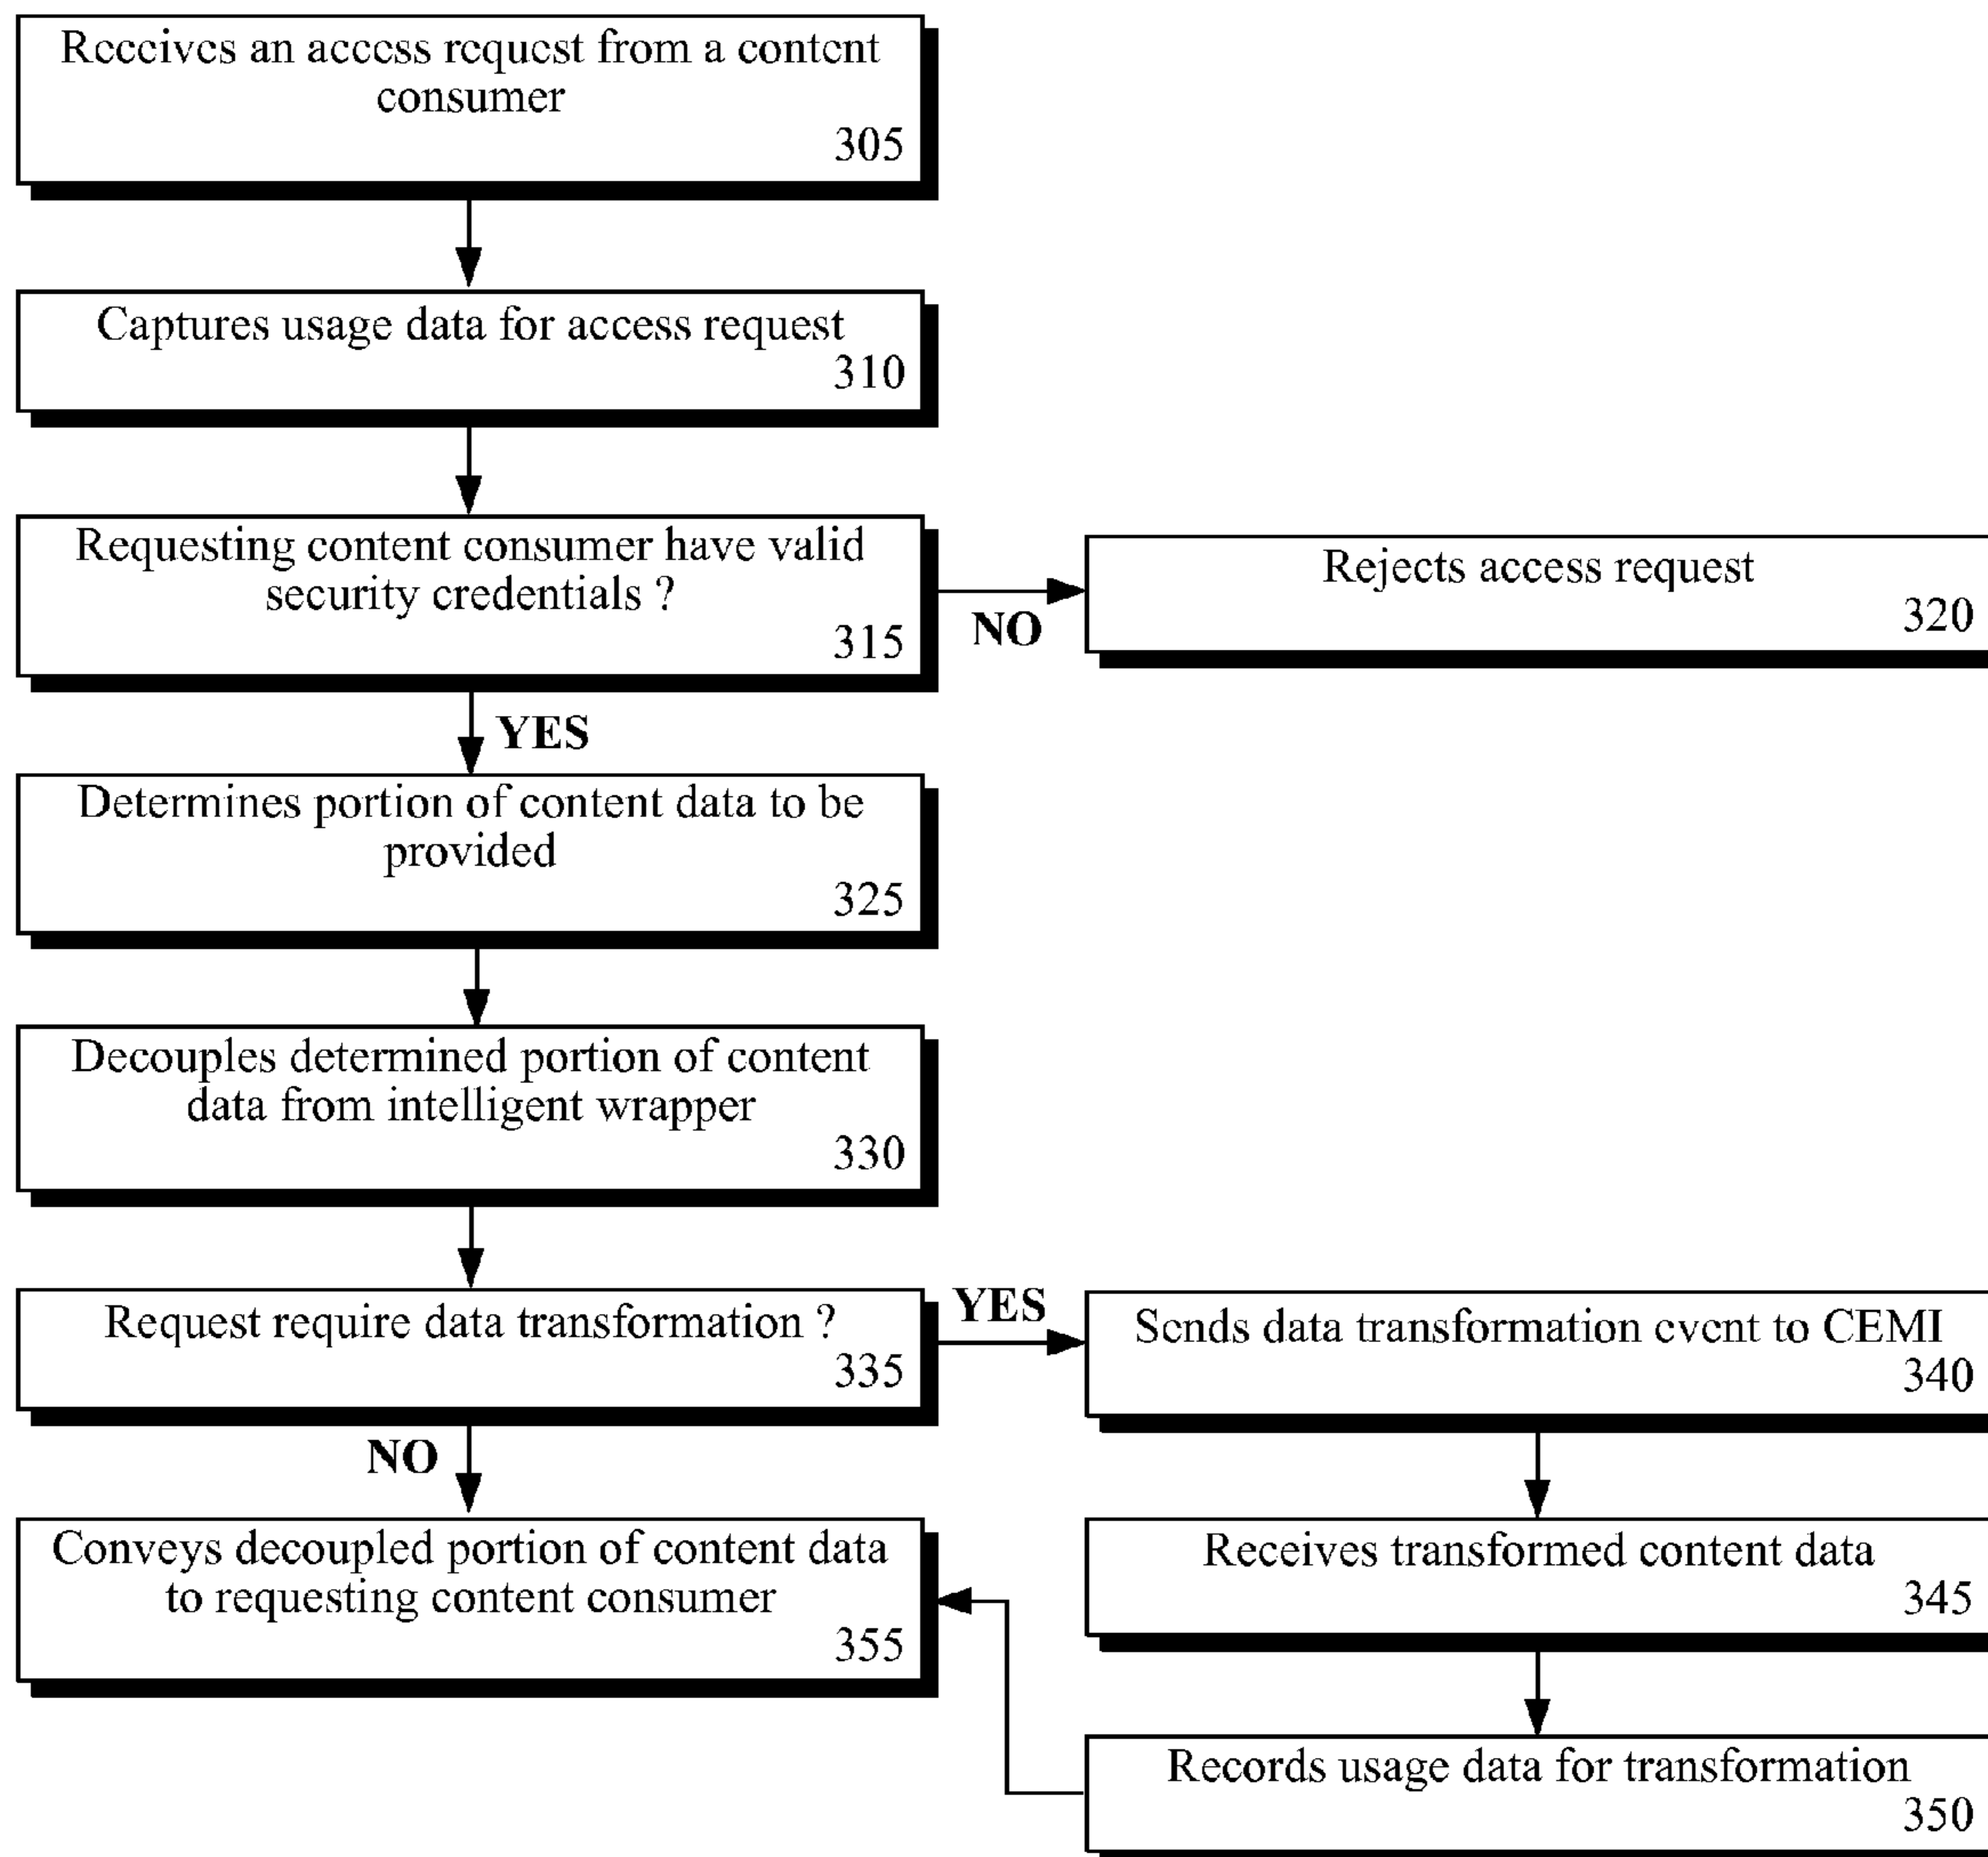 Receives an access request from a content
consumer
305
Captures usage data for access request
310
Requesting content consumer have valid
security credentials ?
315
NO
Rejects access request
320
YES
Determines portion of content data to be
provided
325
Decouples determined portion of content
data from intelligent wrapper
330
Request require data transformation ?
335
YES
Sends data transformation event to CEMI
340
NO
Receives transformed content data
345
Records usage data for transformation
350
Conveys decoupled portion of content data
to requesting content consumer
355